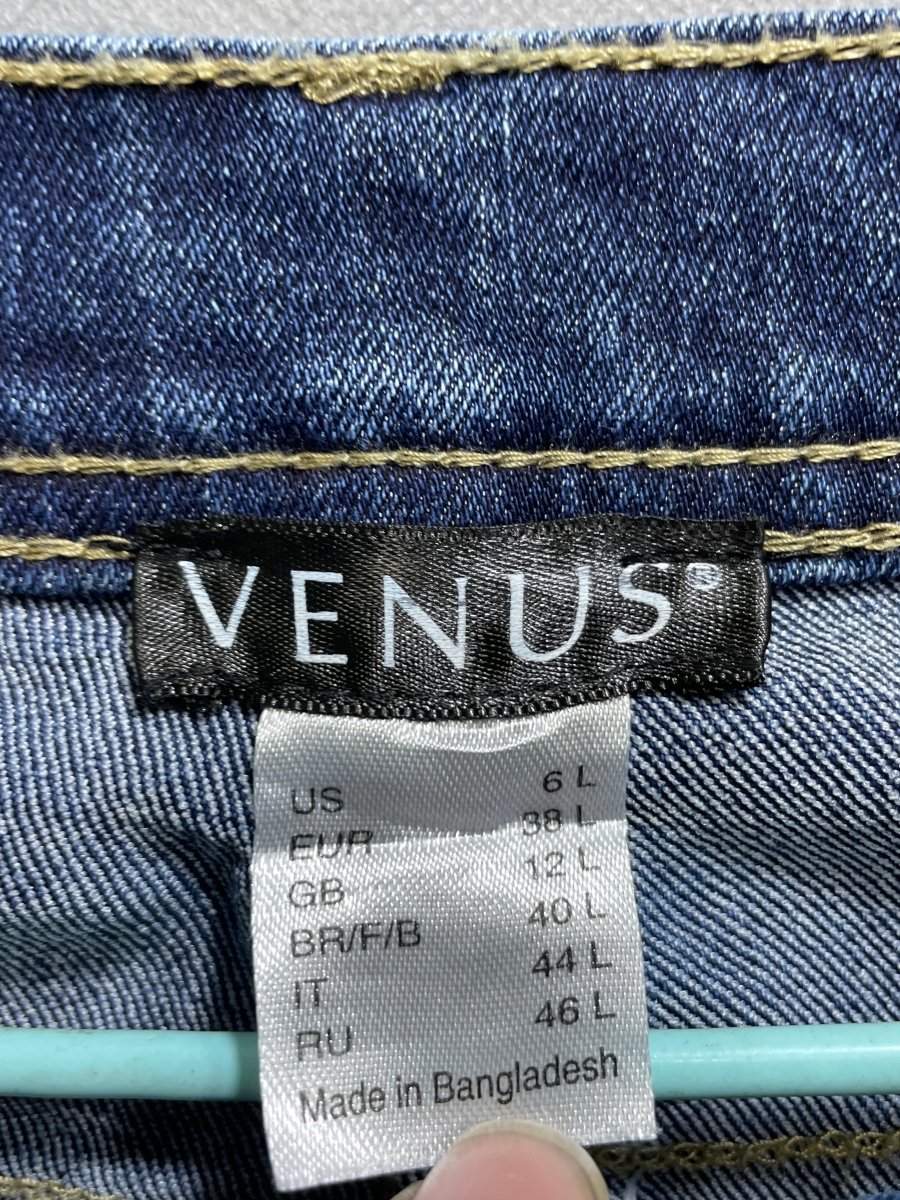 VENUS®
US 6 L
EUR 38 L
GB 12 L
BR/F/B 40 L
IT 44 L
RU 46 L
Made in Bangladesh